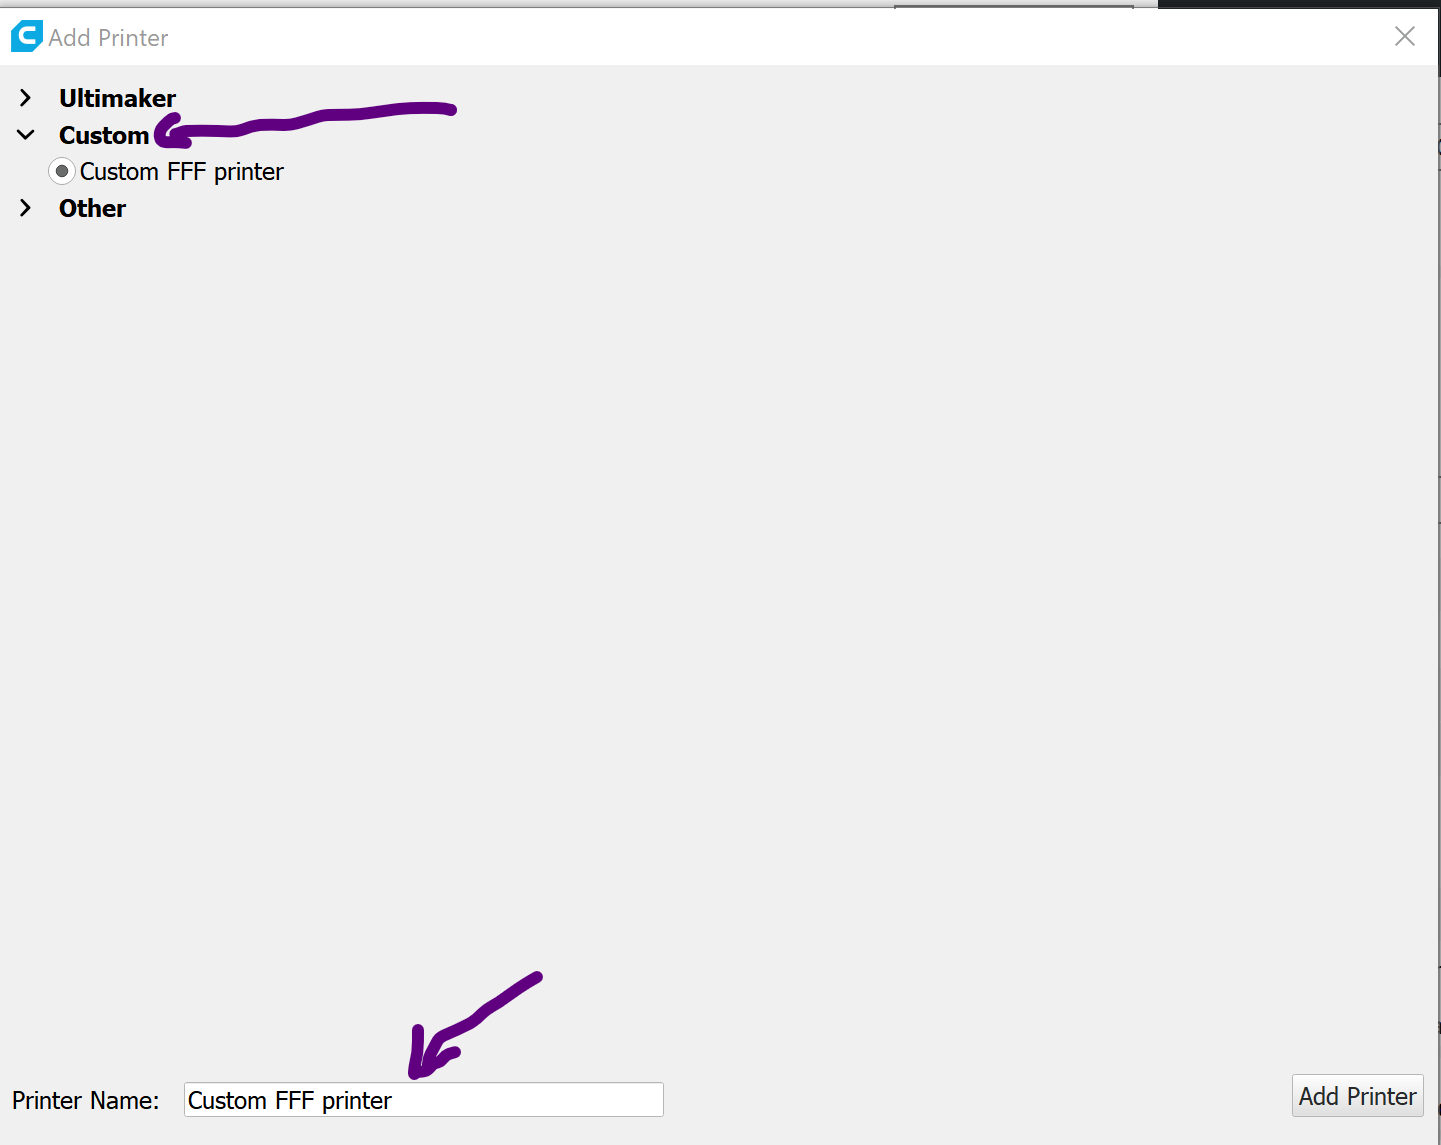 Add Printer
Ultimaker
Custom
Custom FFF printer
Other
Printer Name: Custom FFF printer
Add Printer